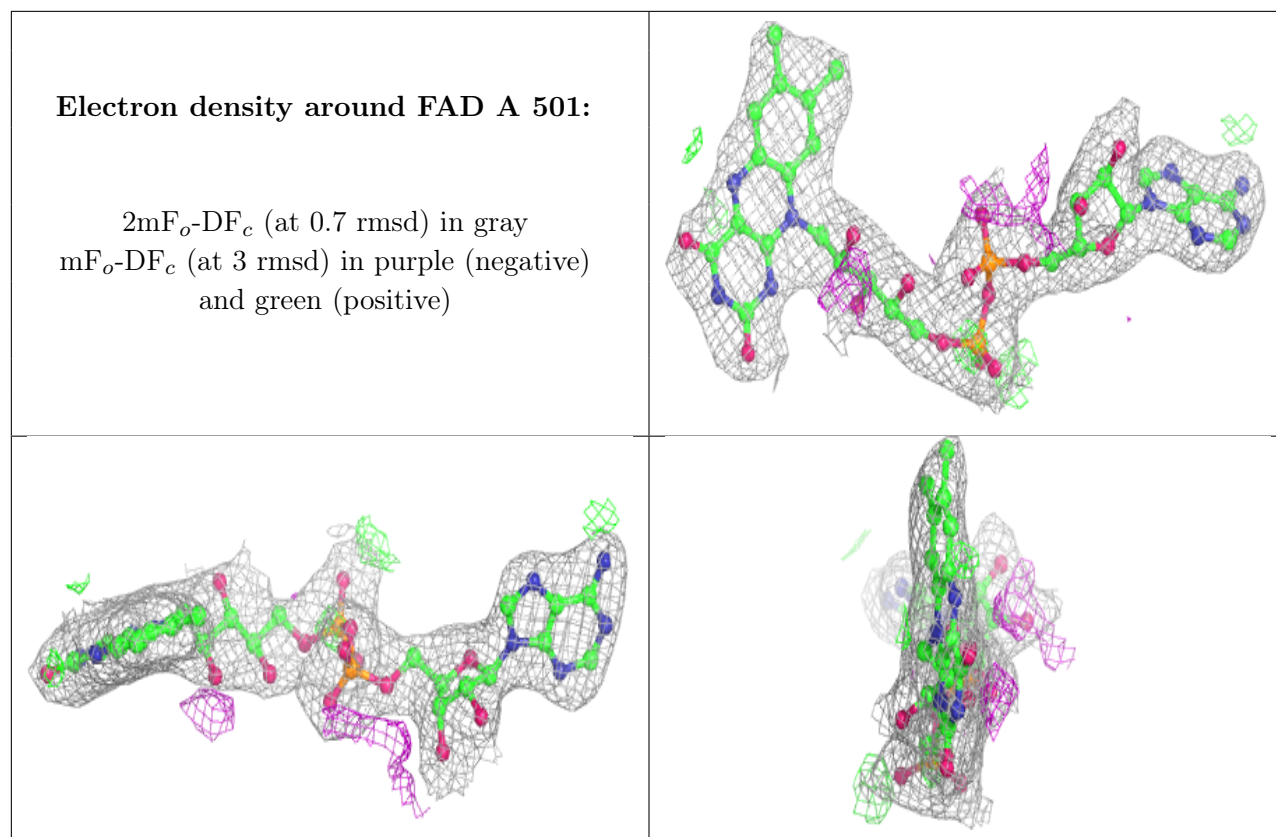 Electron density around FAD A 501:
2mFo-DFc (at 0.7 rmsd) in gray
mFo-DFc (at 3 rmsd) in purple (negative)
and green (positive)